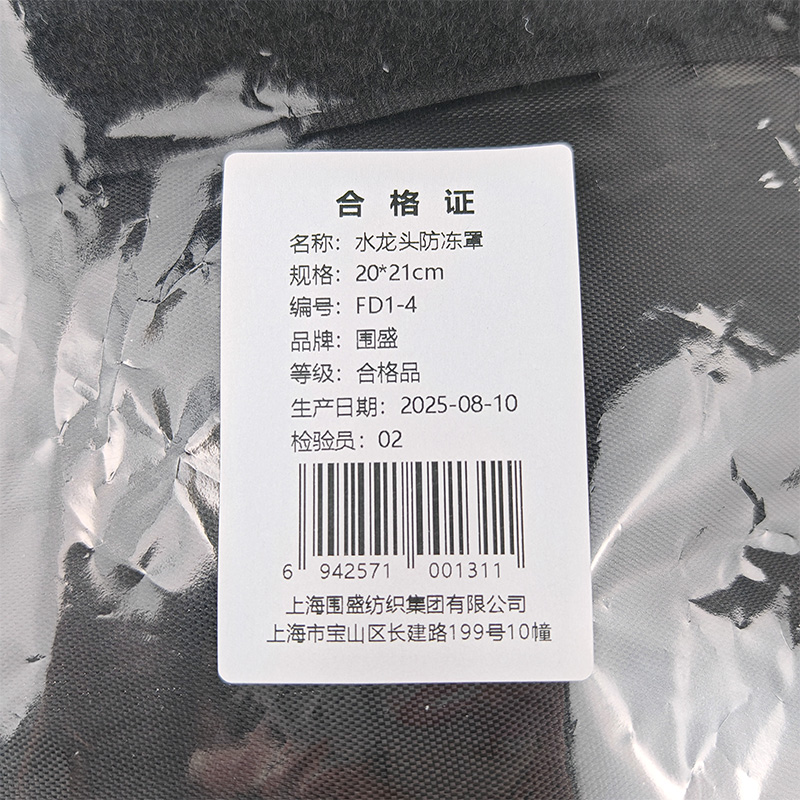 合格证
名称：水龙头防冻罩
规格：20*21cm
编号：FD1-4
品牌：围盛
等级：合格品
生产日期：2025-08-10
检验员：02
6 942571 001311
上海围盛纺织集团有限公司
上海市宝山区长建路199号10幢